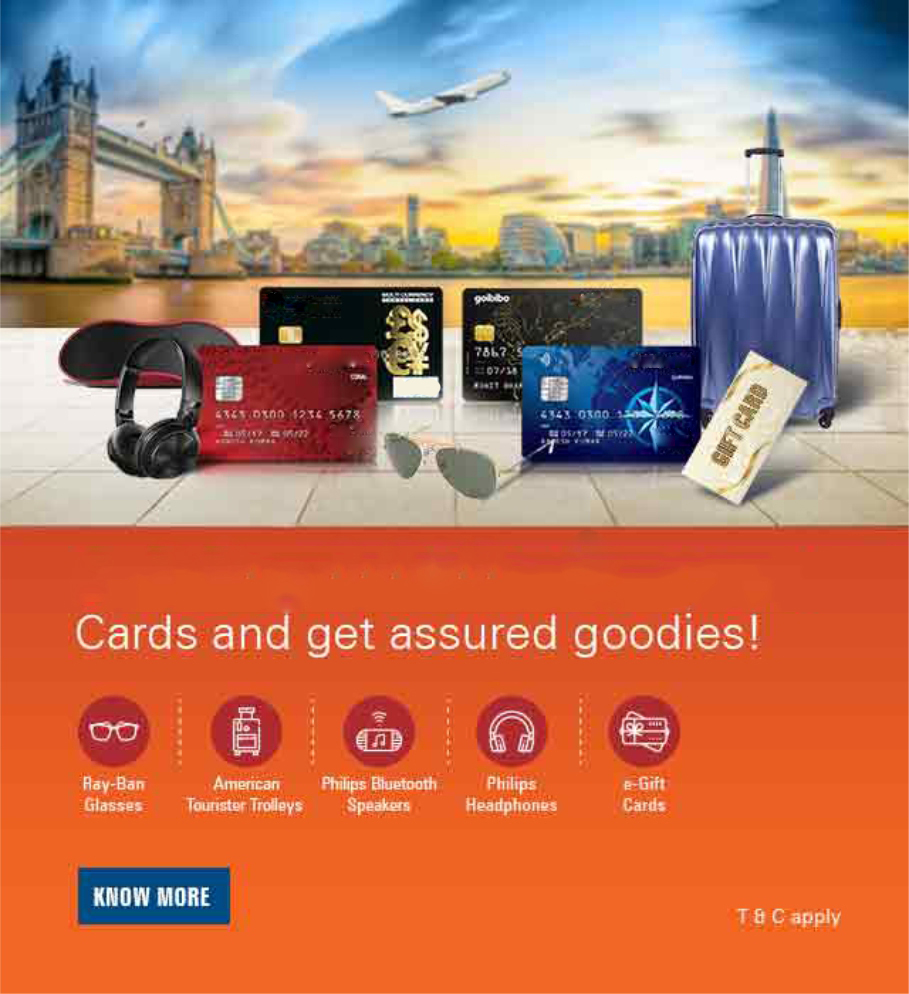 MULTI-CURRENCY
goibibo
CORAL
7867 5
07/18
4343 0300 1234 5678
05/17 05/22
4343 0300
05/17 05/22
GIFT CARD
Cards and get assured goodies!
Ray-Ban
Glasses
American
Tourister Trolleys
Philips Bluetooth
Speakers
Philips
Headphones
e-Gift
Cards
KNOW MORE
T & C apply